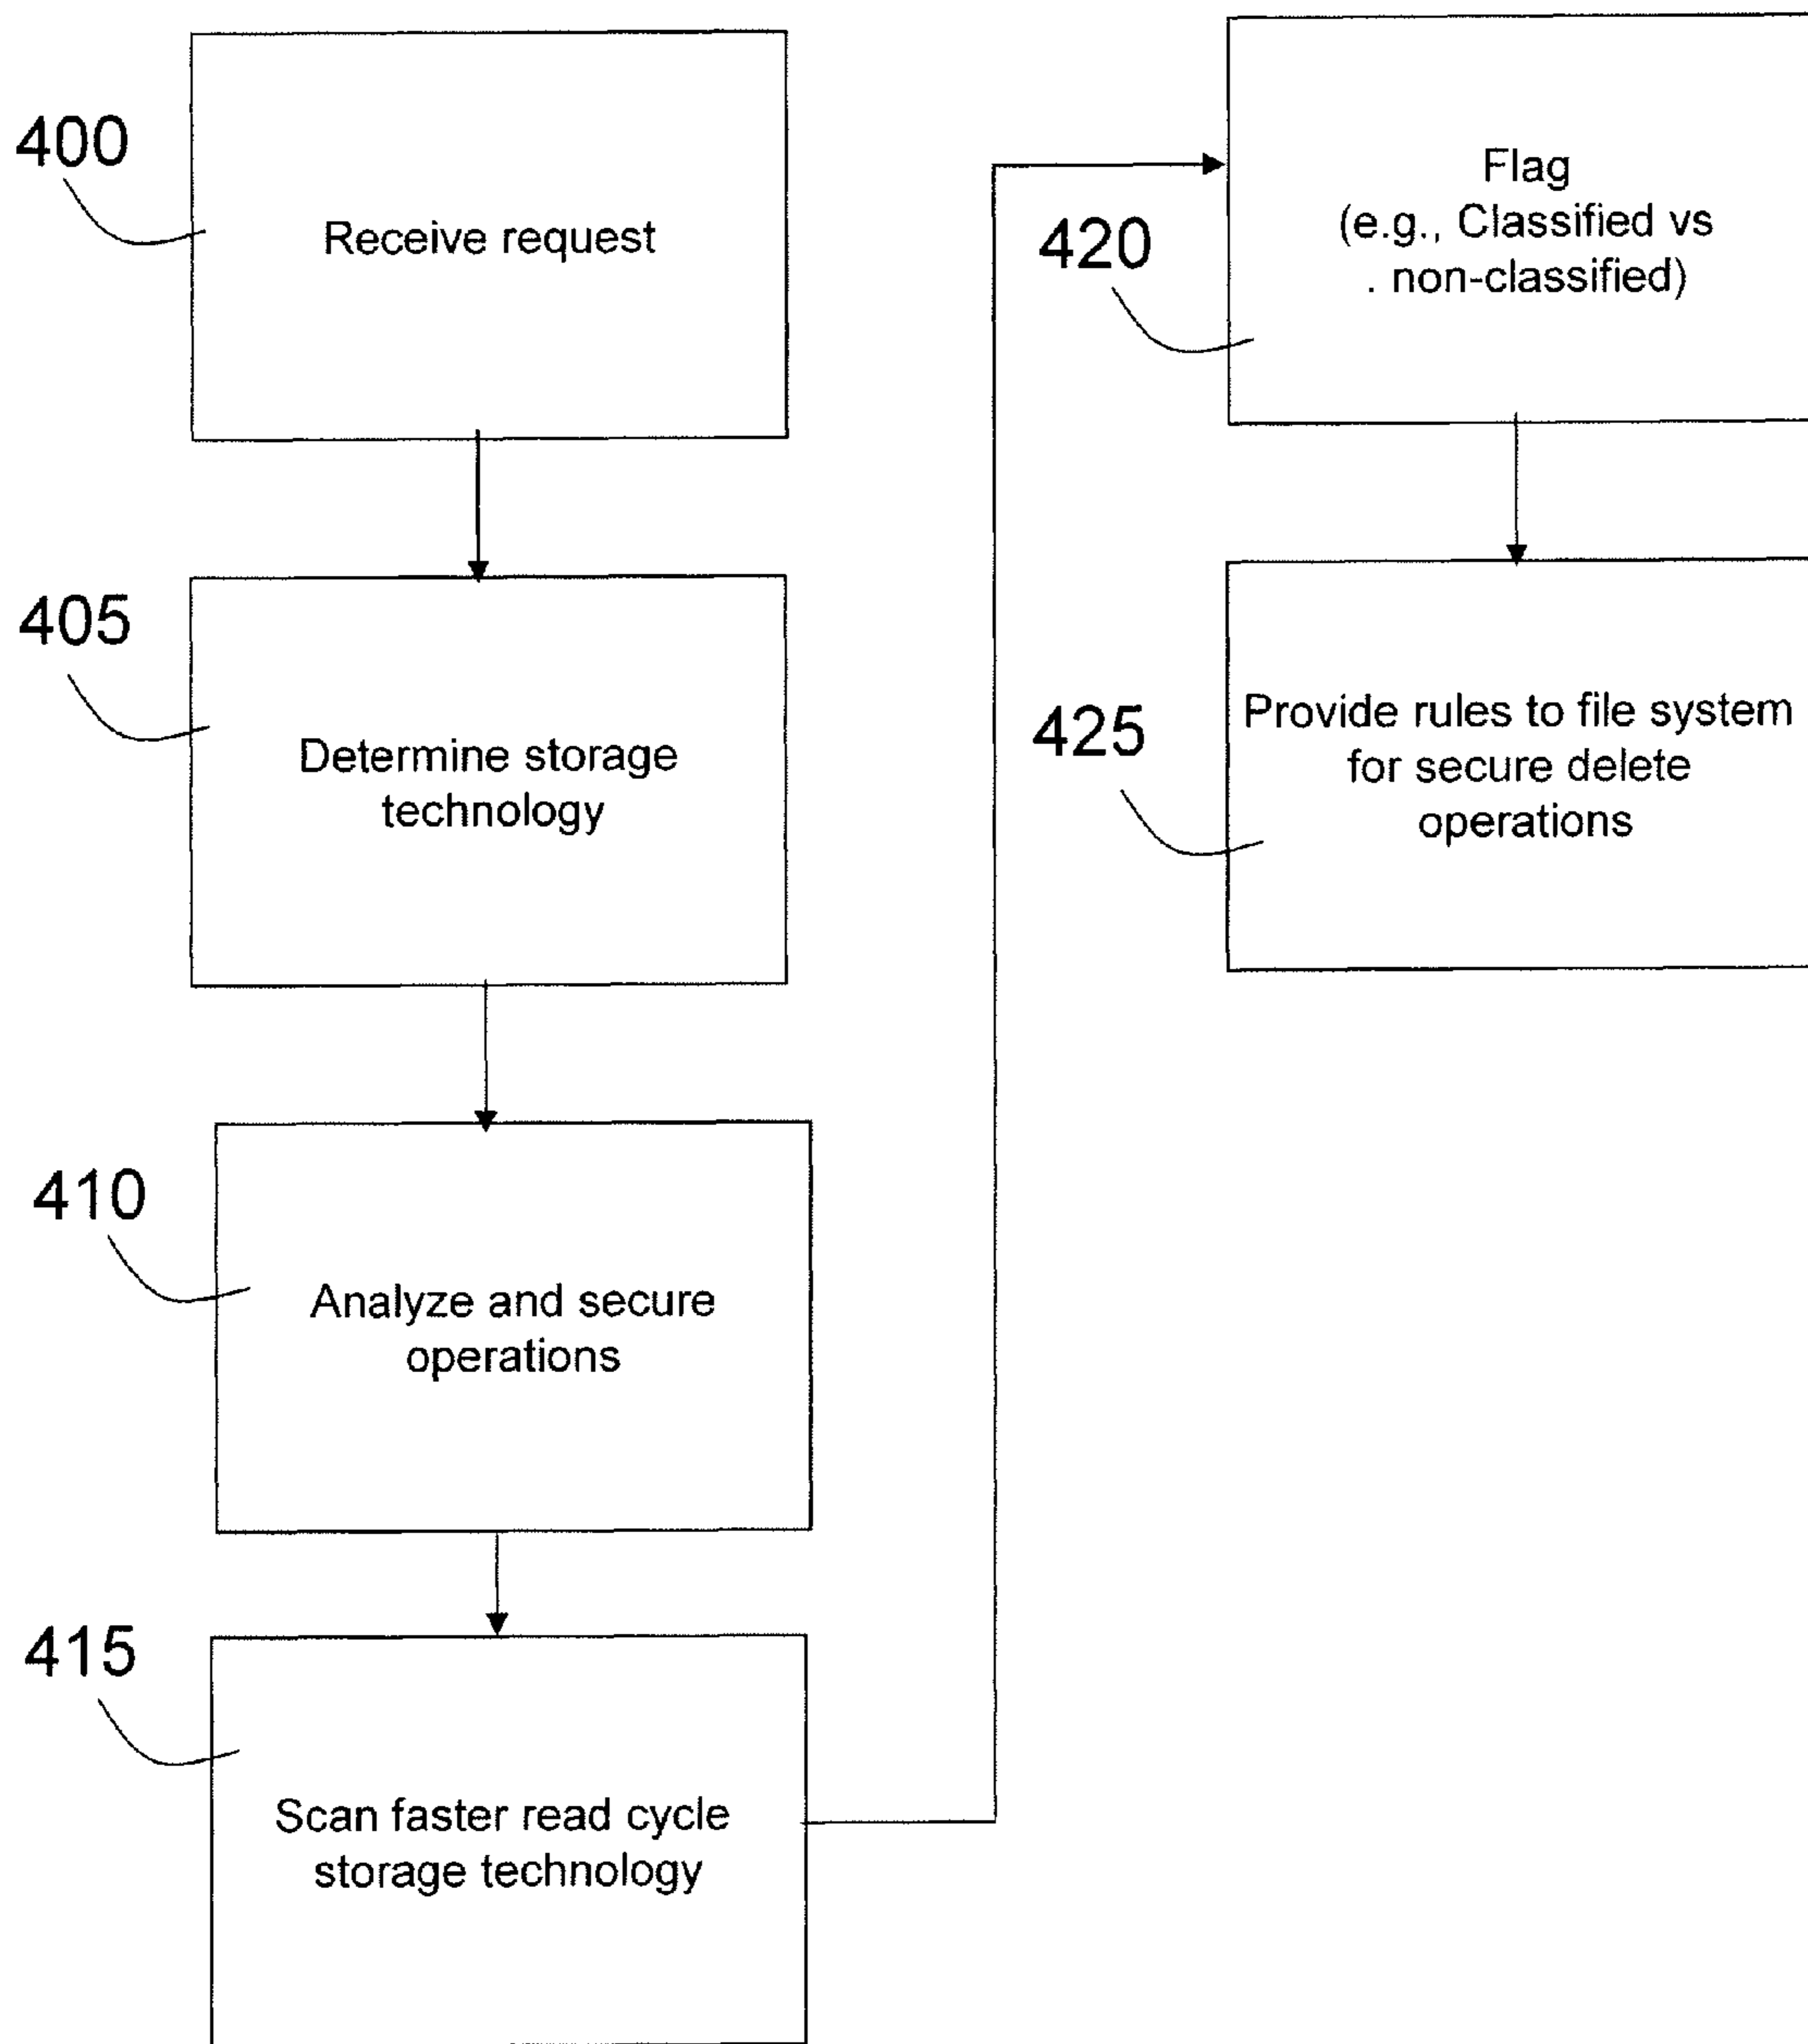 400
Receive request
405
Determine storage
technology
410
Analyze and secure
operations
415
Scan faster read cycle
storage technology
420
Flag
(e.g., Classified vs
. non-classified)
425
Provide rules to file system
for secure delete
operations